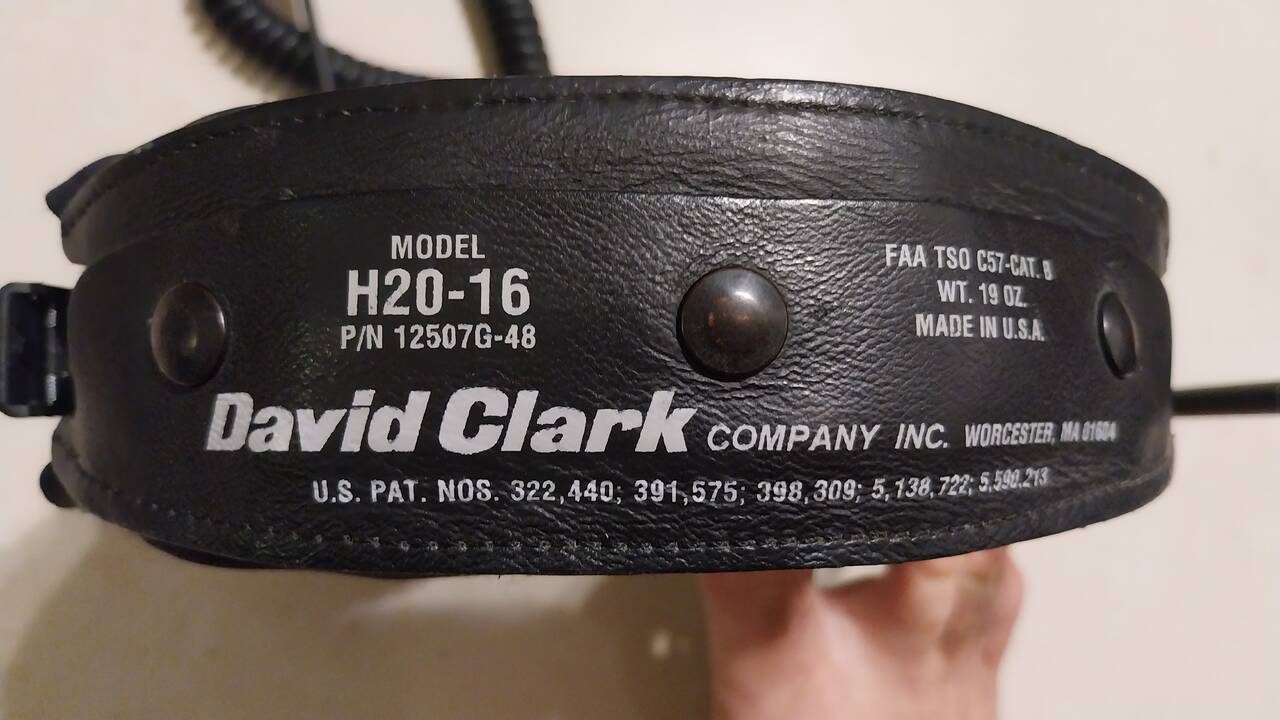 MODEL
H20-16
P/N 12507G-48
FAA TSO C57-CAT. B
WT. 19 OZ.
MADE IN U.S.A.
David Clark COMPANY INC. WORCESTER, MA 01604
U.S. PAT. NOS. 322,440; 391,575; 398,309; 5,138,722; 5,590,213